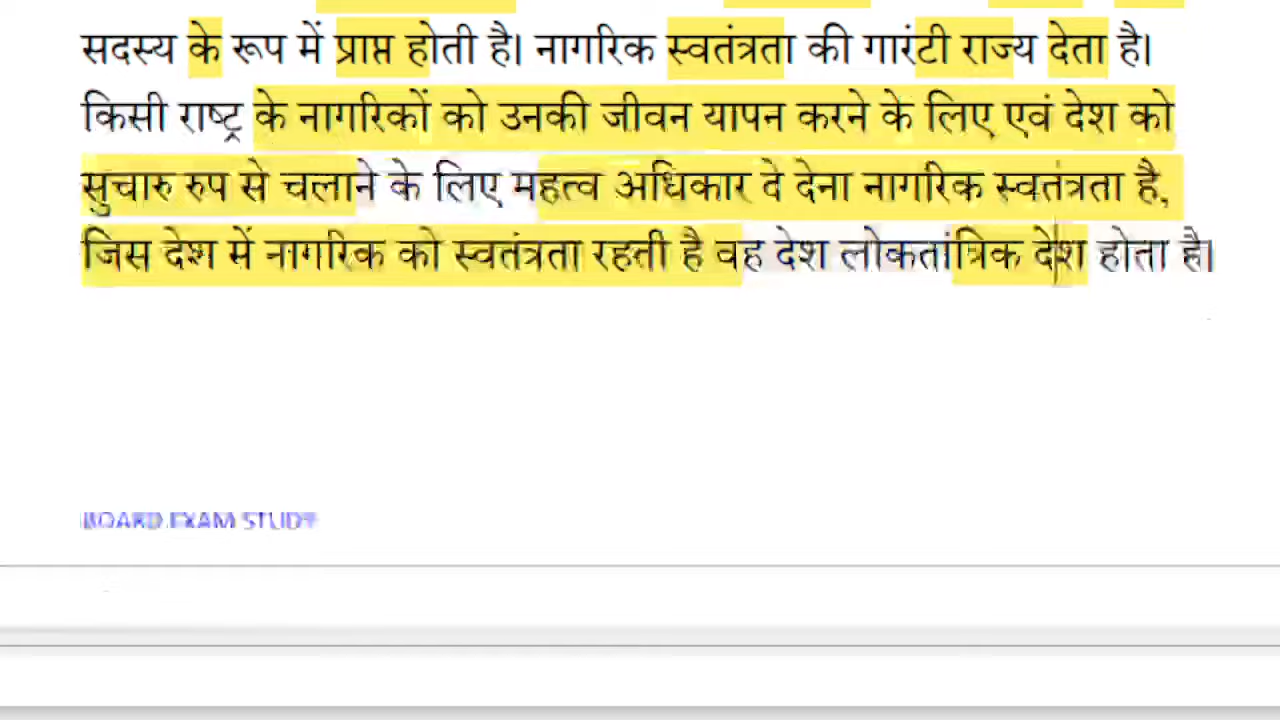 सदस्य के रूप में प्राप्त होती है। नागरिक स्वतंत्रता की गारंटी राज्य देता है।
किसी राष्ट्र के नागरिकों को उनकी जीवन यापन करने के लिए एवं देश को
सुचारु रुप से चलाने के लिए महत्व अधिकार दे देना नागरिक स्वतंत्रता है,
जिस देश में नागरिक को स्वतंत्रता रहती है वह देश लोकतांत्रिक देश होता है।
BOARD EXAM STUDY